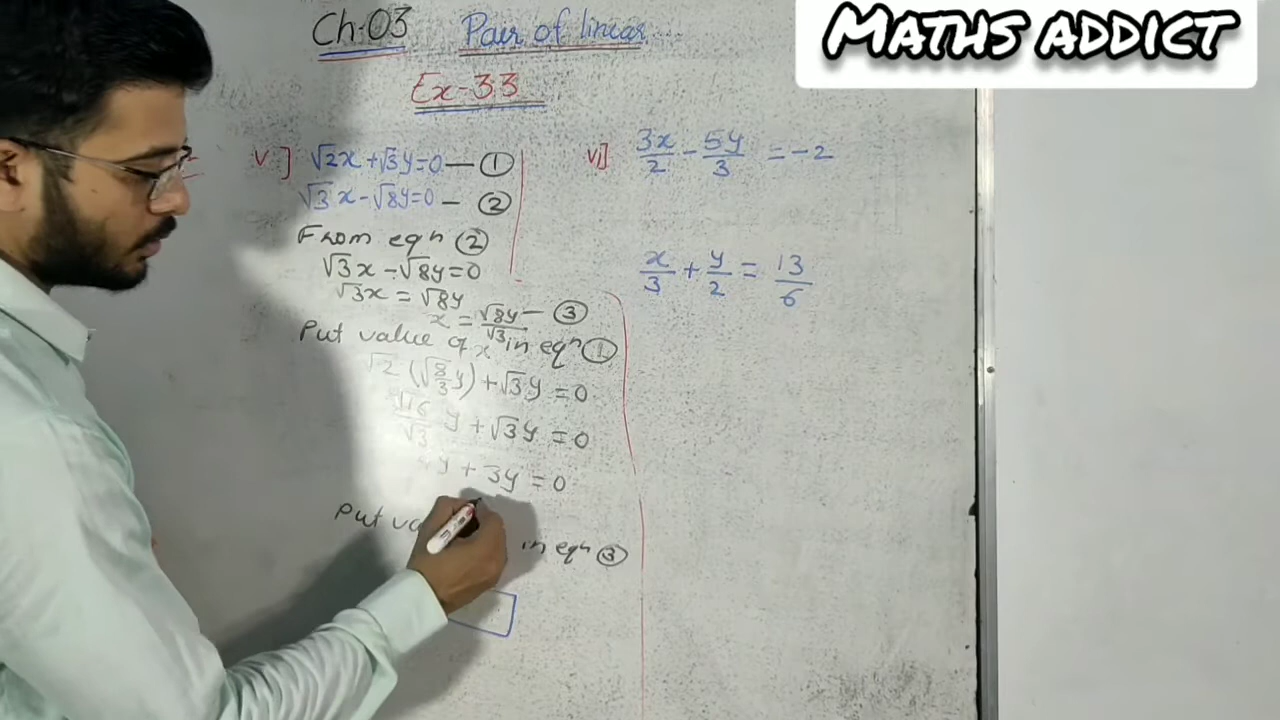 MATHS ADDICT
Ch-03 Pair of linear
Ex-3.3
v] √2x+√3y=0 — ①
√3x-√8y=0 — ②
From eqn ②
√3x-√8y=0
√3x = √8y
x = √8y/√3 — ③
Put value of x in eqn ①
√2 (√8/3 y) + √3y = 0
√16/√3 y + √3y = 0
4y + 3y = 0
Put
in eqn ③
vi] 3x/2 - 5y/3 = -2
x/3 + y/2 = 13/6